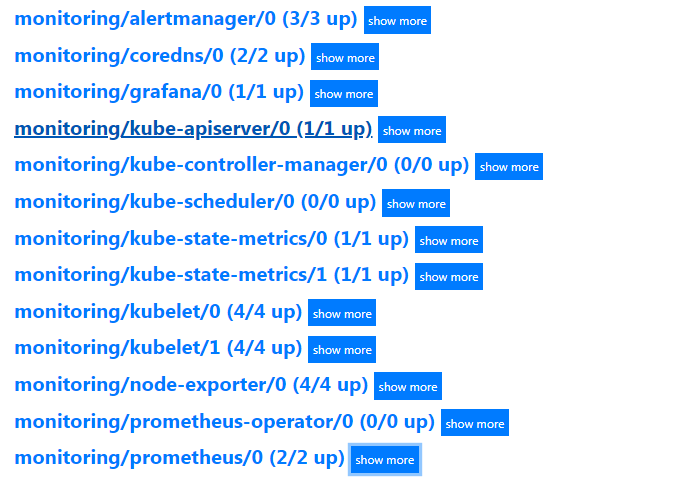 monitoring/alertmanager/0 (3/3 up) show more
monitoring/coredns/0 (2/2 up) show more
monitoring/grafana/0 (1/1 up) show more
monitoring/kube-apiserver/0 (1/1 up) show more
monitoring/kube-controller-manager/0 (0/0 up) show more
monitoring/kube-scheduler/0 (0/0 up) show more
monitoring/kube-state-metrics/0 (1/1 up) show more
monitoring/kube-state-metrics/1 (1/1 up) show more
monitoring/kubelet/0 (4/4 up) show more
monitoring/kubelet/1 (4/4 up) show more
monitoring/node-exporter/0 (4/4 up) show more
monitoring/prometheus-operator/0 (0/0 up) show more
monitoring/prometheus/0 (2/2 up) show more